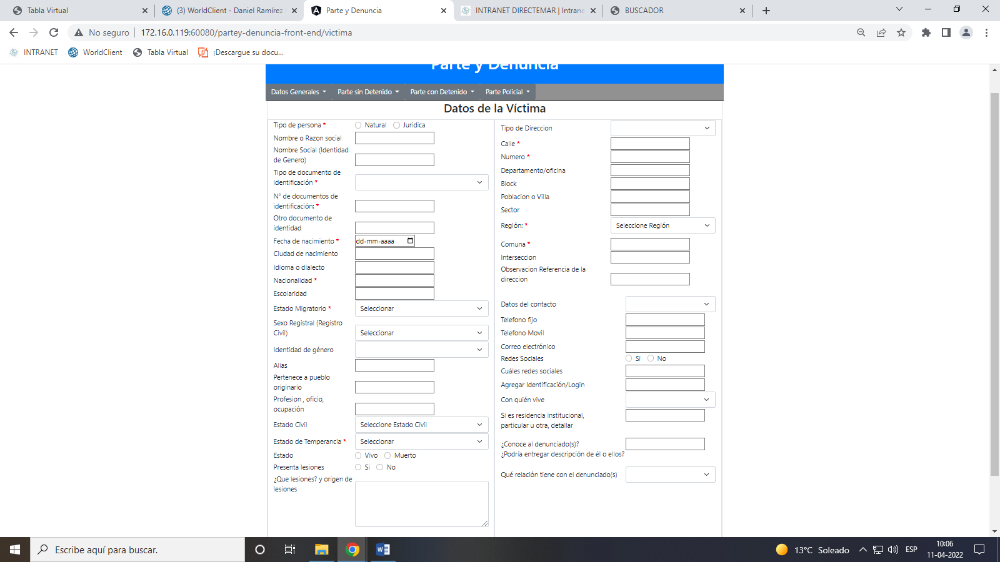 Tabla Virtual
(3) WorldClient - Daniel Ramírez
Parte y Denuncia
INTRANET DIRECTEMAR | Intrane
BUSCADOR
No seguro
172.16.0.119:60080/partey-denuncia-front-end/victima
INTRANET
WorldClient
Tabla Virtual
¡Descargue su docu...
Parte y Denuncia
Datos Generales
Parte sin Detenido
Parte con Detenido
Parte Policial
Datos de la Víctima
Tipo de persona *
Natural
Juridica
Nombre o Razon social
Nombre Social (Identidad
de Genero)
Tipo de documento de
identificación *
N° de documentos de
identificación: *
Otro documento de
identidad
Fecha de nacimiento *
dd-mm-aaaa
Ciudad de nacimiento
Idioma o dialecto
Nacionalidad *
Escolaridad
Estado Migratorio *
Seleccionar
Sexo Registral (Registro
Civil)
Seleccionar
Identidad de género
Alias
Pertenece a pueblo
originario
Profesion , oficio,
ocupación
Estado Civil
Seleccione Estado Civil
Estado de Temperancia *
Seleccionar
Estado
Vivo
Muerto
Presenta lesiones
Si
No
¿Que lesiones? y origen de
lesiones
Tipo de Direccion
Calle *
Numero *
Departamento/oficina
Block
Poblacion o Villa
Sector
Región: *
Seleccione Región
Comuna *
Interseccion
Observacion Referencia de la
direccion
Datos del contacto
Telefono fijo
Telefono Movil
Correo electrónico
Redes Sociales
Si
No
Cuáles redes sociales
Agregar Identificación/Login
Con quién vive
Si es residencia institucional,
particular u otra, detallar
¿Conoce al denunciado(s)?
¿Podría entregar descripción de él o ellos?
Qué relación tiene con el denunciado(s)
Escribe aquí para buscar.
13°C Soleado
ESP
10:06
11-04-2022